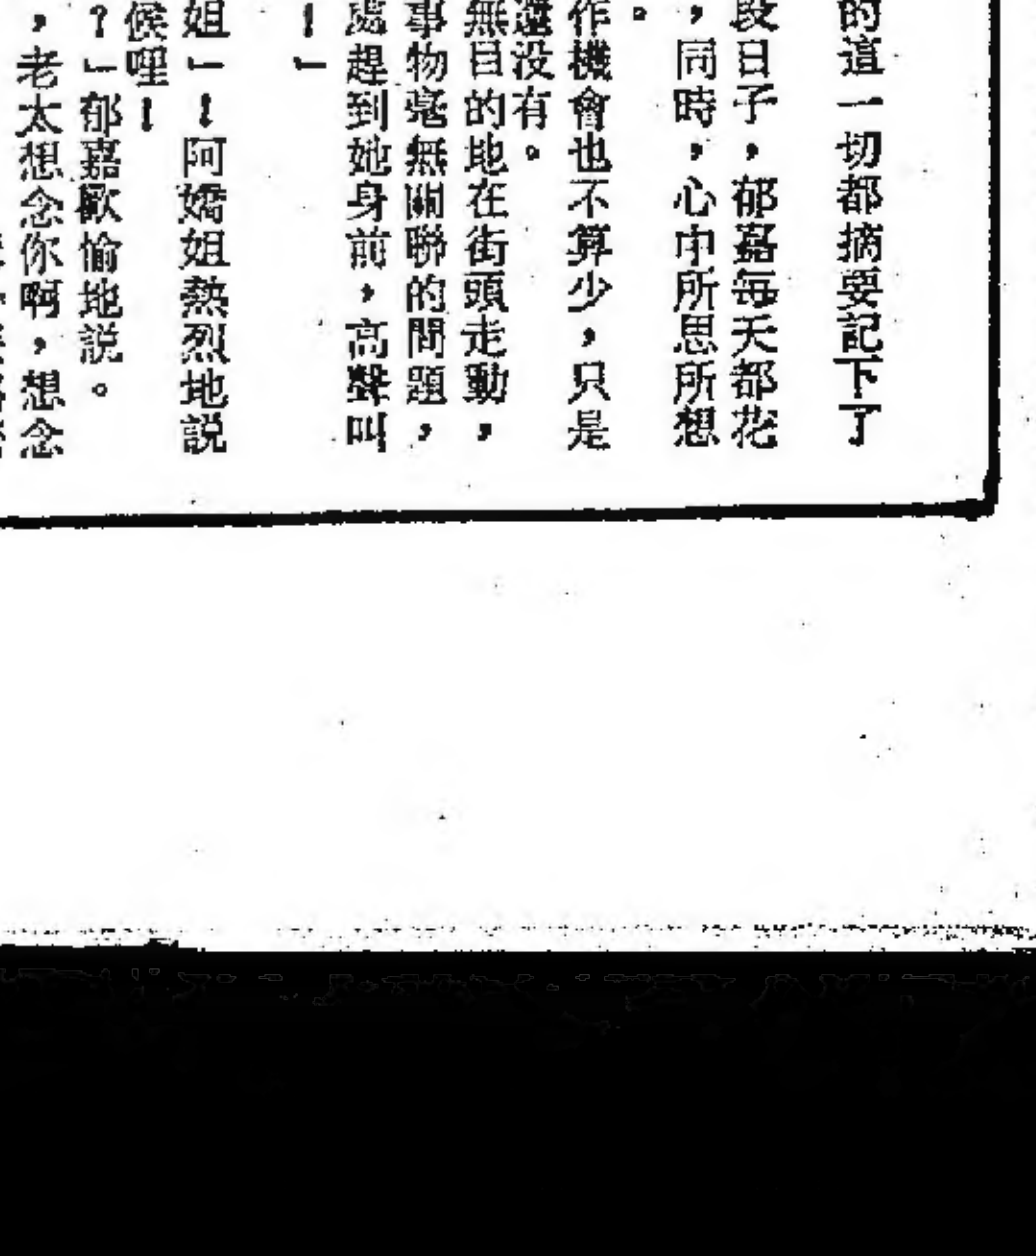 的這一切都摘要記下了
段日子，郁嘉每天都花
，同時，心中所思所想
。
作機會也不算少，只是
還没有。
無目的地在街頭走動，
事物毫無關聯的問題，
處趕到她身前，高聲叫
！」
姐」！阿嬌姐熱烈地説
候哩！
？」郁嘉歡愉地説。
，老太想念你啊，想念